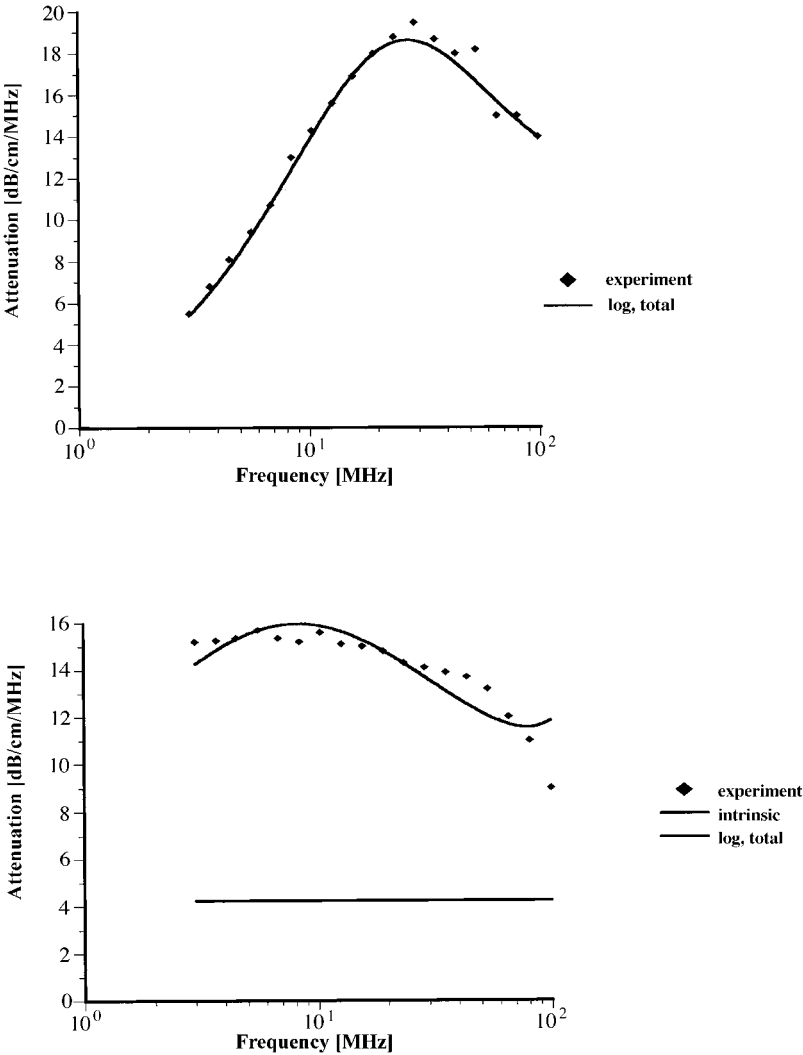 20
18
16
14
12
10
8
6
4
2
0
Attenuation [dB/cm/MHz]
10^0
10^1
10^2
Frequency [MHz]
experiment
log, total
16
14
12
10
8
6
4
2
0
Attenuation [dB/cm/MHz]
10^0
10^1
10^2
Frequency [MHz]
experiment
intrinsic
log, total